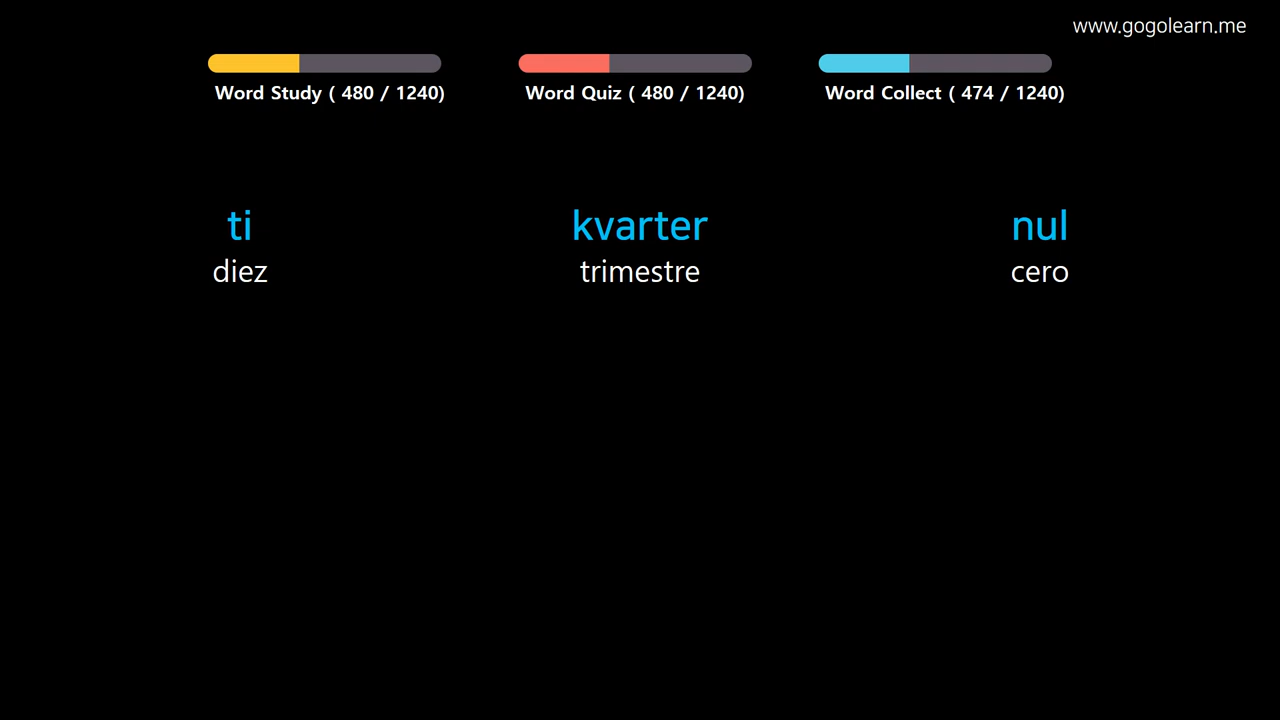 www.gogolearn.me
Word Study ( 480 / 1240)
Word Quiz ( 480 / 1240)
Word Collect ( 474 / 1240)
ti
diez
kvarter
trimestre
nul
cero